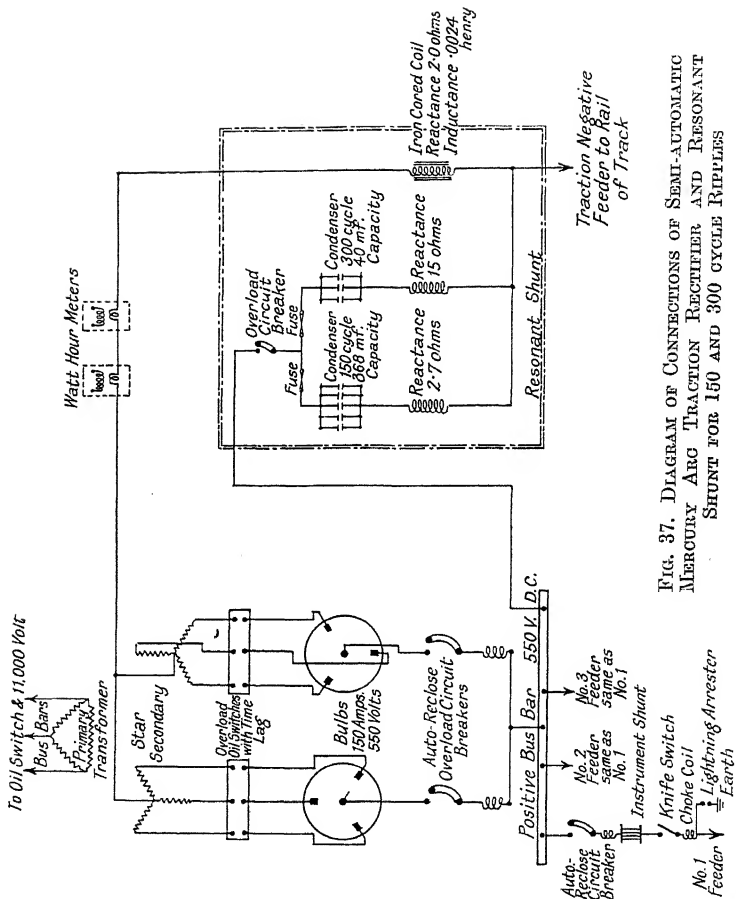 To Oil Switch & 11,000 Volt
Bus Bars
Primary
Transformer
Star
Secondary
Overload
Oil Switches
with Time
Lag
Bulbs
150 Amps.
550 Volts
Auto-Reclose
Overload Circuit
Breakers
Positive Bus Bar 550 V. D.C.
No.2
Feeder
same as
No.1
No.3
Feeder
same as
No.1
Auto-
Reclose
Circuit
Breaker
Instrument Shunt
Knife Switch
Choke Coil
Lightning Arrester
Earth
No.1
Feeder
Watt Hour Meters
Overload
Circuit
Breaker
Fuse
Fuse
Condenser
150 cycle
368 mf.
Capacity
Condenser
300 cycle
40 mf.
Capacity
Reactance
2·7 ohms
Reactance
15 ohms
Iron Cored Coil
Reactance 2·0 ohms
Inductance ·0024
henry
Resonant Shunt
Traction Negative
Feeder to Rail
of Track
FIG. 37. DIAGRAM OF CONNECTIONS OF SEMI-AUTOMATIC
MERCURY ARC TRACTION RECTIFIER AND RESONANT
SHUNT FOR 150 AND 300 CYCLE RIPPLES